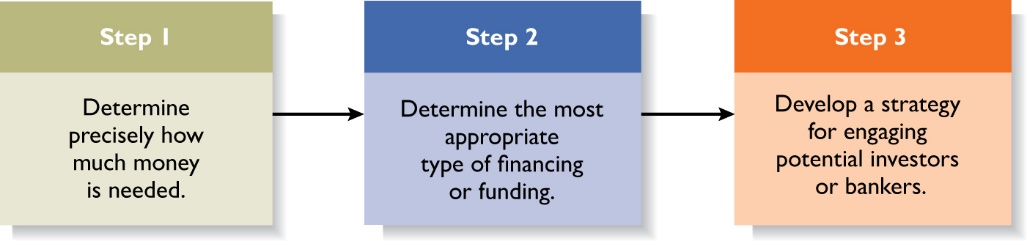 Step 1
Determine
precisely how
much money
is needed.
Step 2
Determine the most
appropriate
type of financing
or funding.
Step 3
Develop a strategy
for engaging
potential investors
or bankers.